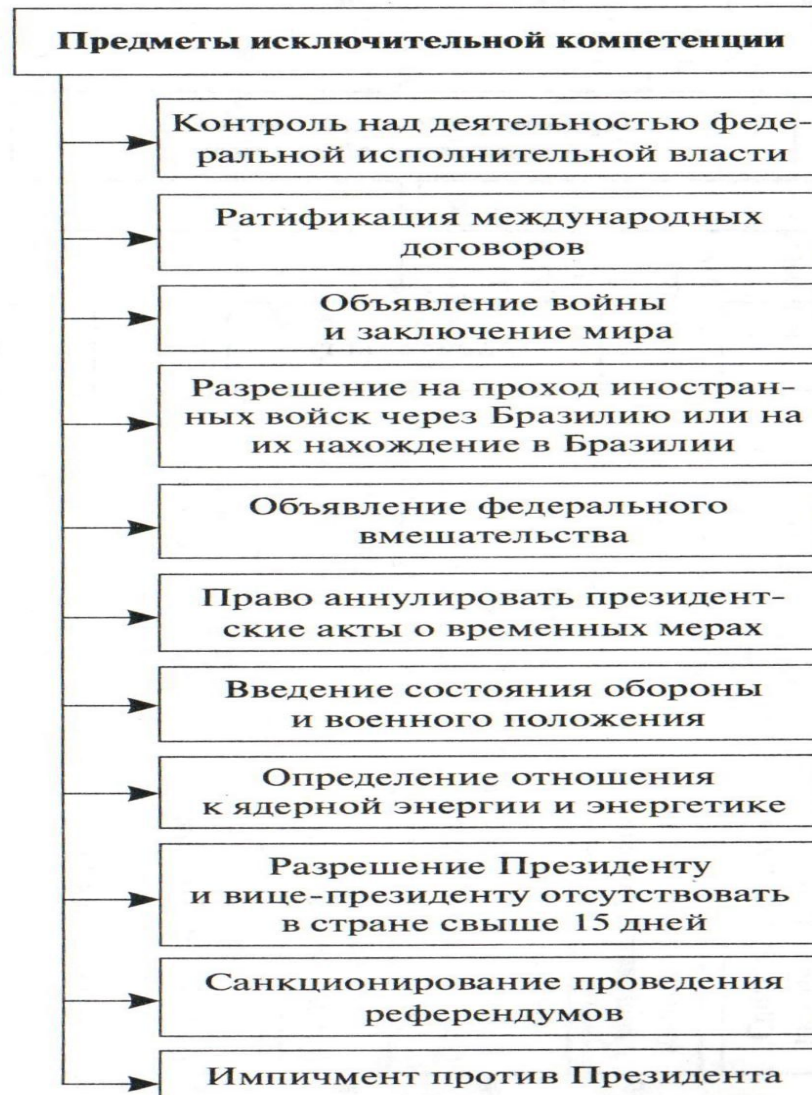 Предметы исключительной компетенции
Контроль над деятельностью феде-
ральной исполнительной власти
Ратификация международных
договоров
Объявление войны
и заключение мира
Разрешение на проход иностран-
ных войск через Бразилию или на
их нахождение в Бразилии
Объявление федерального
вмешательства
Право аннулировать президент-
ские акты о временных мерах
Введение состояния обороны
и военного положения
Определение отношения
к ядерной энергии и энергетике
Разрешение Президенту
и вице-президенту отсутствовать
в стране свыше 15 дней
Санкционирование проведения
референдумов
Импичмент против Президента